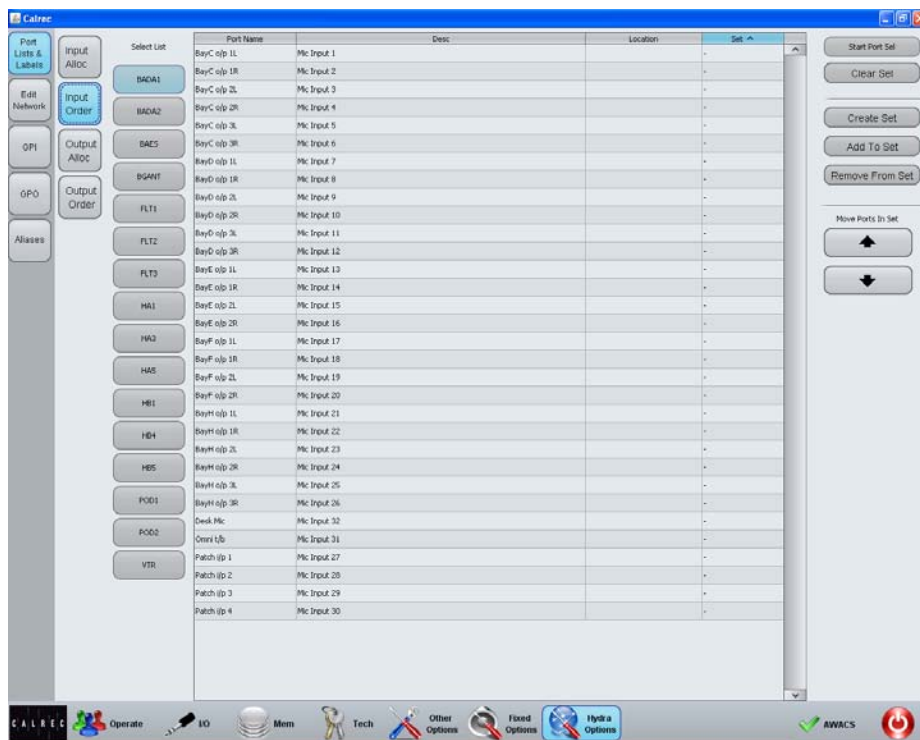 Calrec
Port Lists & Labels
Edit Network
GPI
GPO
Aliases
Input Alloc
Input Order
Output Alloc
Output Order
Select List
BADA1
BADA2
BAES
BGANT
FLT1
FLT2
FLT3
HA1
HA3
HA5
HB1
HB4
HB5
POD1
POD2
VTR
Port Name Desc Location Set
BayC o/p 1L Mic Input 1 -
BayC o/p 1R Mic Input 2 -
BayC o/p 2L Mic Input 3 -
BayC o/p 2R Mic Input 4 -
BayC o/p 3L Mic Input 5 -
BayC o/p 3R Mic Input 6 -
BayD o/p 1L Mic Input 7 -
BayD o/p 1R Mic Input 8 -
BayD o/p 2L Mic Input 9 -
BayD o/p 2R Mic Input 10 -
BayD o/p 3L Mic Input 11 -
BayD o/p 3R Mic Input 12 -
BayE o/p 1L Mic Input 13 -
BayE o/p 1R Mic Input 14 -
BayE o/p 2L Mic Input 15 -
BayE o/p 2R Mic Input 16 -
BayF o/p 1L Mic Input 17 -
BayF o/p 1R Mic Input 18 -
BayF o/p 2L Mic Input 19 -
BayF o/p 2R Mic Input 20 -
BayH o/p 1L Mic Input 21 -
BayH o/p 1R Mic Input 22 -
BayH o/p 2L Mic Input 23 -
BayH o/p 2R Mic Input 24 -
BayH o/p 3L Mic Input 25 -
BayH o/p 3R Mic Input 26 -
Desk Mic Mic Input 32 -
Omni t/b Mic Input 31 -
Patch i/p 1 Mic Input 27 -
Patch i/p 2 Mic Input 28 -
Patch i/p 3 Mic Input 29 -
Patch i/p 4 Mic Input 30 -
Start Port Sel
Clear Sel
Create Set
Add To Set
Remove From Set
Move Ports In Set
CALREC
Operate
I/O
Mem
Tech
Other Options
Fixed Options
Hydra Options
AWACS